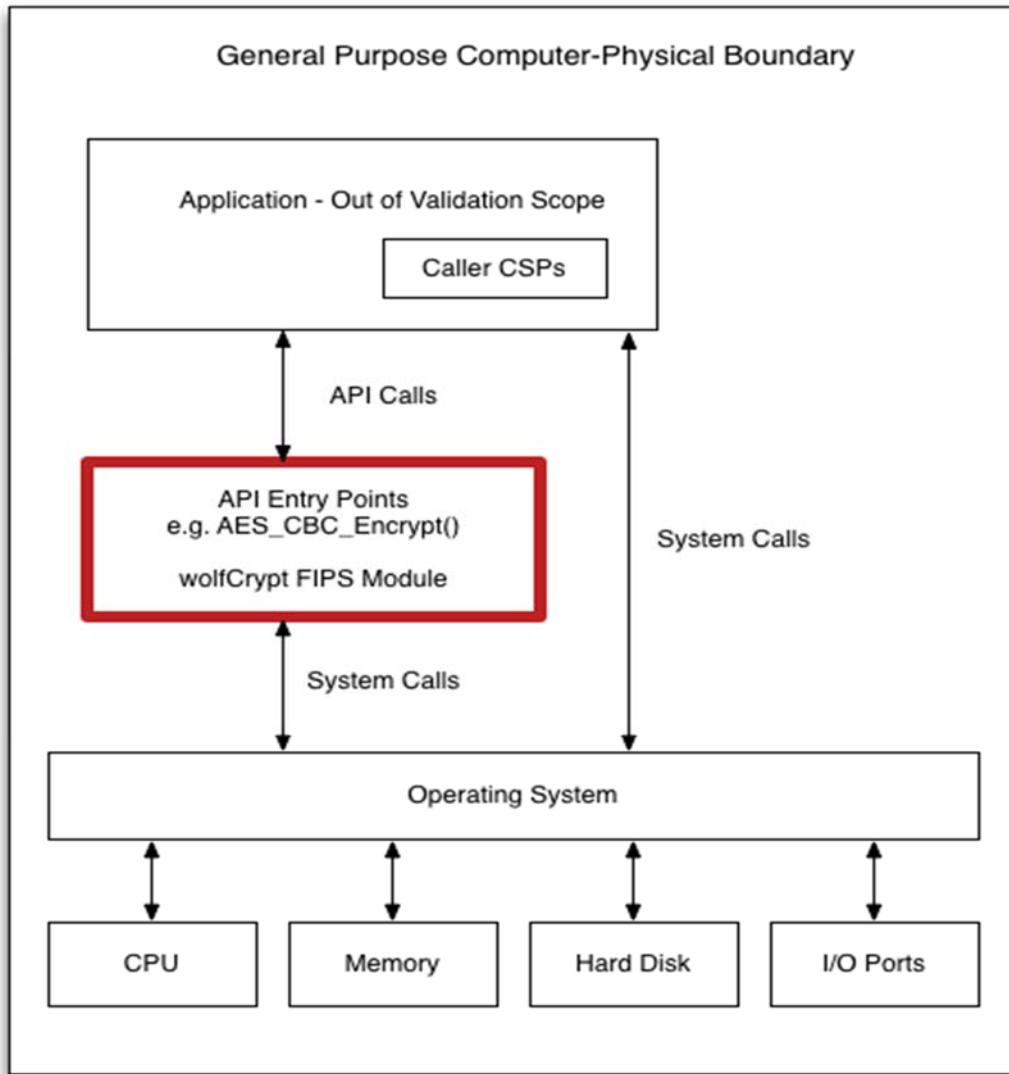 General Purpose Computer-Physical Boundary
Application - Out of Validation Scope
Caller CSPs
API Calls
API Entry Points
e.g. AES_CBC_Encrypt()
wolfCrypt FIPS Module
System Calls
System Calls
Operating System
CPU
Memory
Hard Disk
I/O Ports